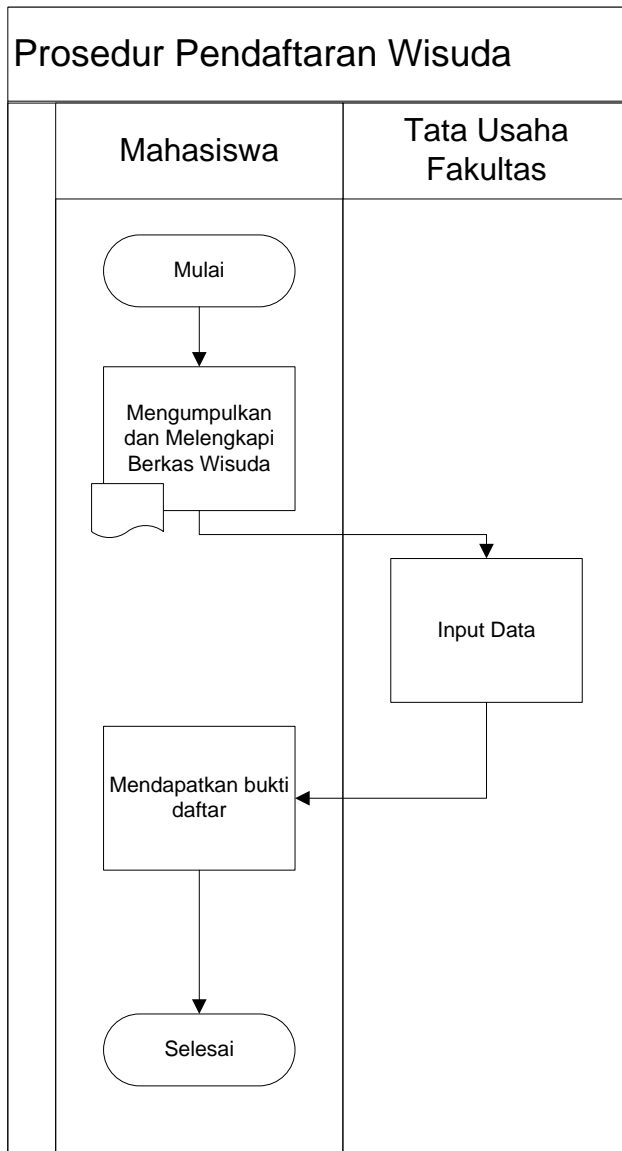 Prosedur Pendaftaran Wisuda
Mahasiswa
Tata Usaha
Fakultas
Mulai
Mengumpulkan
dan Melengkapi
Berkas Wisuda
Input Data
Mendapatkan bukti
daftar
Selesai